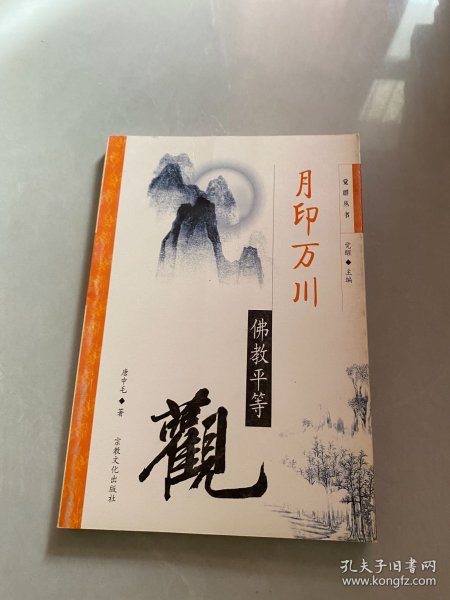 觉群丛书
觉醒◆主编
月印万川
佛教平等
觀
唐中毛◆著
宗教文化出版社
孔夫子旧书网
www.kongfz.com